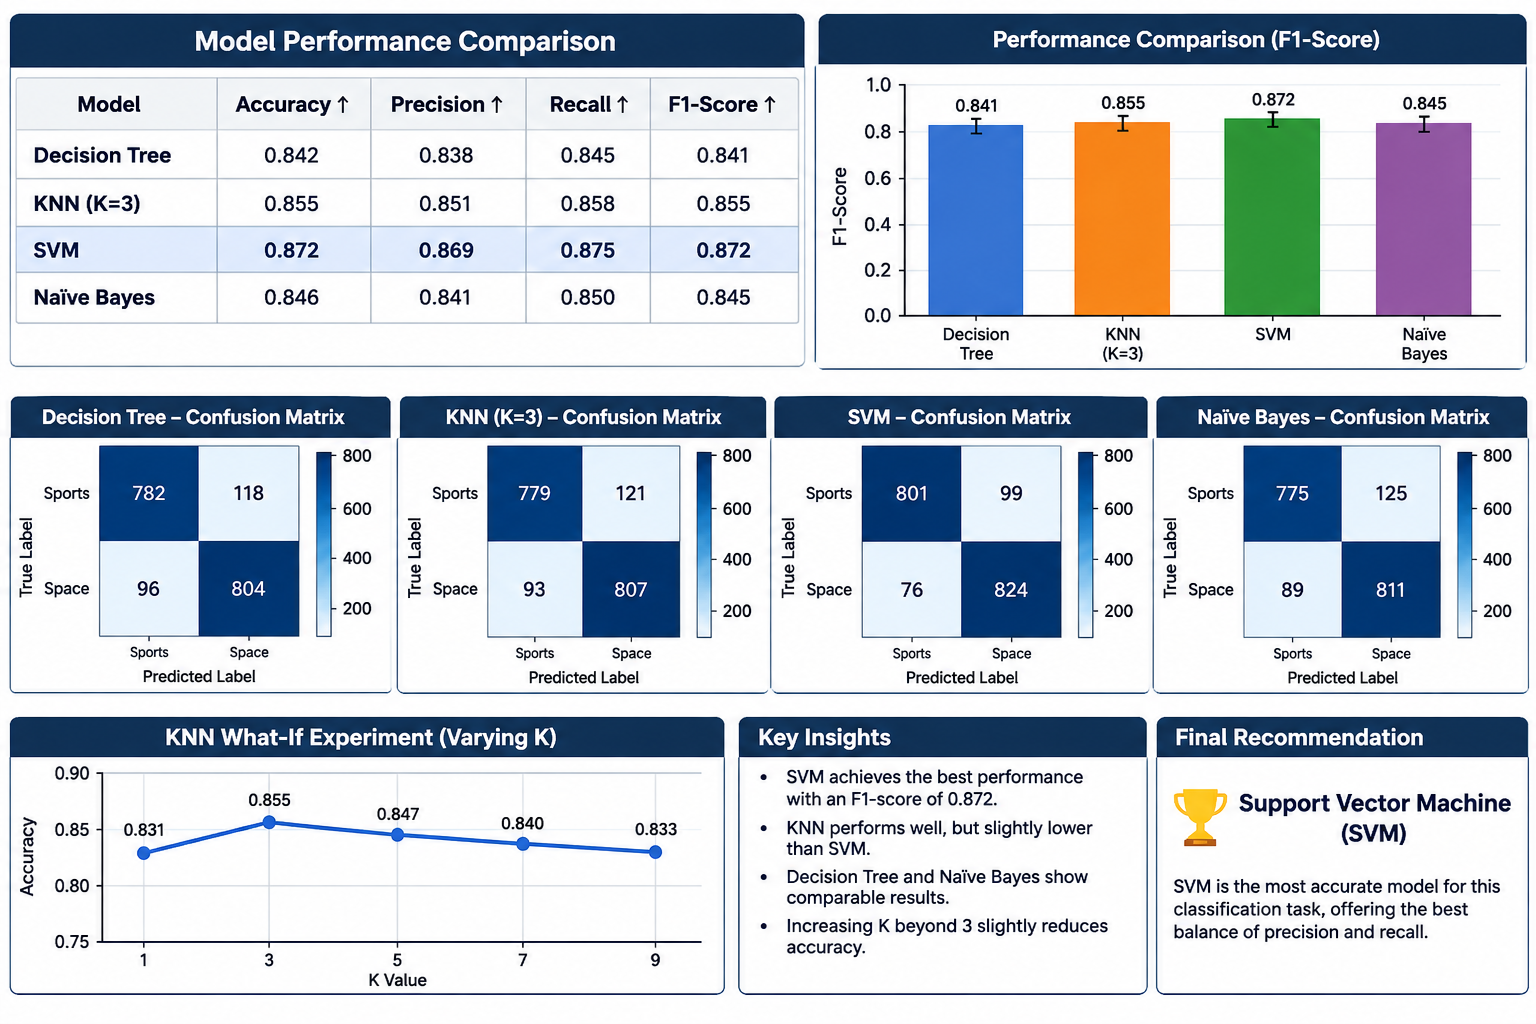 Model Performance Comparison
Model Accuracy ↑ Precision ↑ Recall ↑ F1-Score ↑
Decision Tree 0.842 0.838 0.845 0.841
KNN (K=3) 0.855 0.851 0.858 0.855
SVM 0.872 0.869 0.875 0.872
Naïve Bayes 0.846 0.841 0.850 0.845
Performance Comparison (F1-Score)
F1-Score
1.0
0.8
0.6
0.4
0.2
0.0
0.841 0.855 0.872 0.845
Decision
Tree
KNN
(K=3)
SVM
Naïve
Bayes
Decision Tree – Confusion Matrix
True Label
Sports 782 118
Space 96 804
Sports Space
Predicted Label
800
600
400
200
KNN (K=3) – Confusion Matrix
True Label
Sports 779 121
Space 93 807
Sports Space
Predicted Label
800
600
400
200
SVM – Confusion Matrix
True Label
Sports 801 99
Space 76 824
Sports Space
Predicted Label
800
600
400
200
Naïve Bayes – Confusion Matrix
True Label
Sports 775 125
Space 89 811
Sports Space
Predicted Label
800
600
400
200
KNN What-If Experiment (Varying K)
Accuracy
0.90
0.85
0.80
0.75
0.831 0.855 0.847 0.840 0.833
1 3 5 7 9
K Value
Key Insights
• SVM achieves the best performance
with an F1-score of 0.872.
• KNN performs well, but slightly lower
than SVM.
• Decision Tree and Naïve Bayes show
comparable results.
• Increasing K beyond 3 slightly reduces
accuracy.
Final Recommendation
Support Vector Machine
(SVM)
SVM is the most accurate model for this
classification task, offering the best
balance of precision and recall.